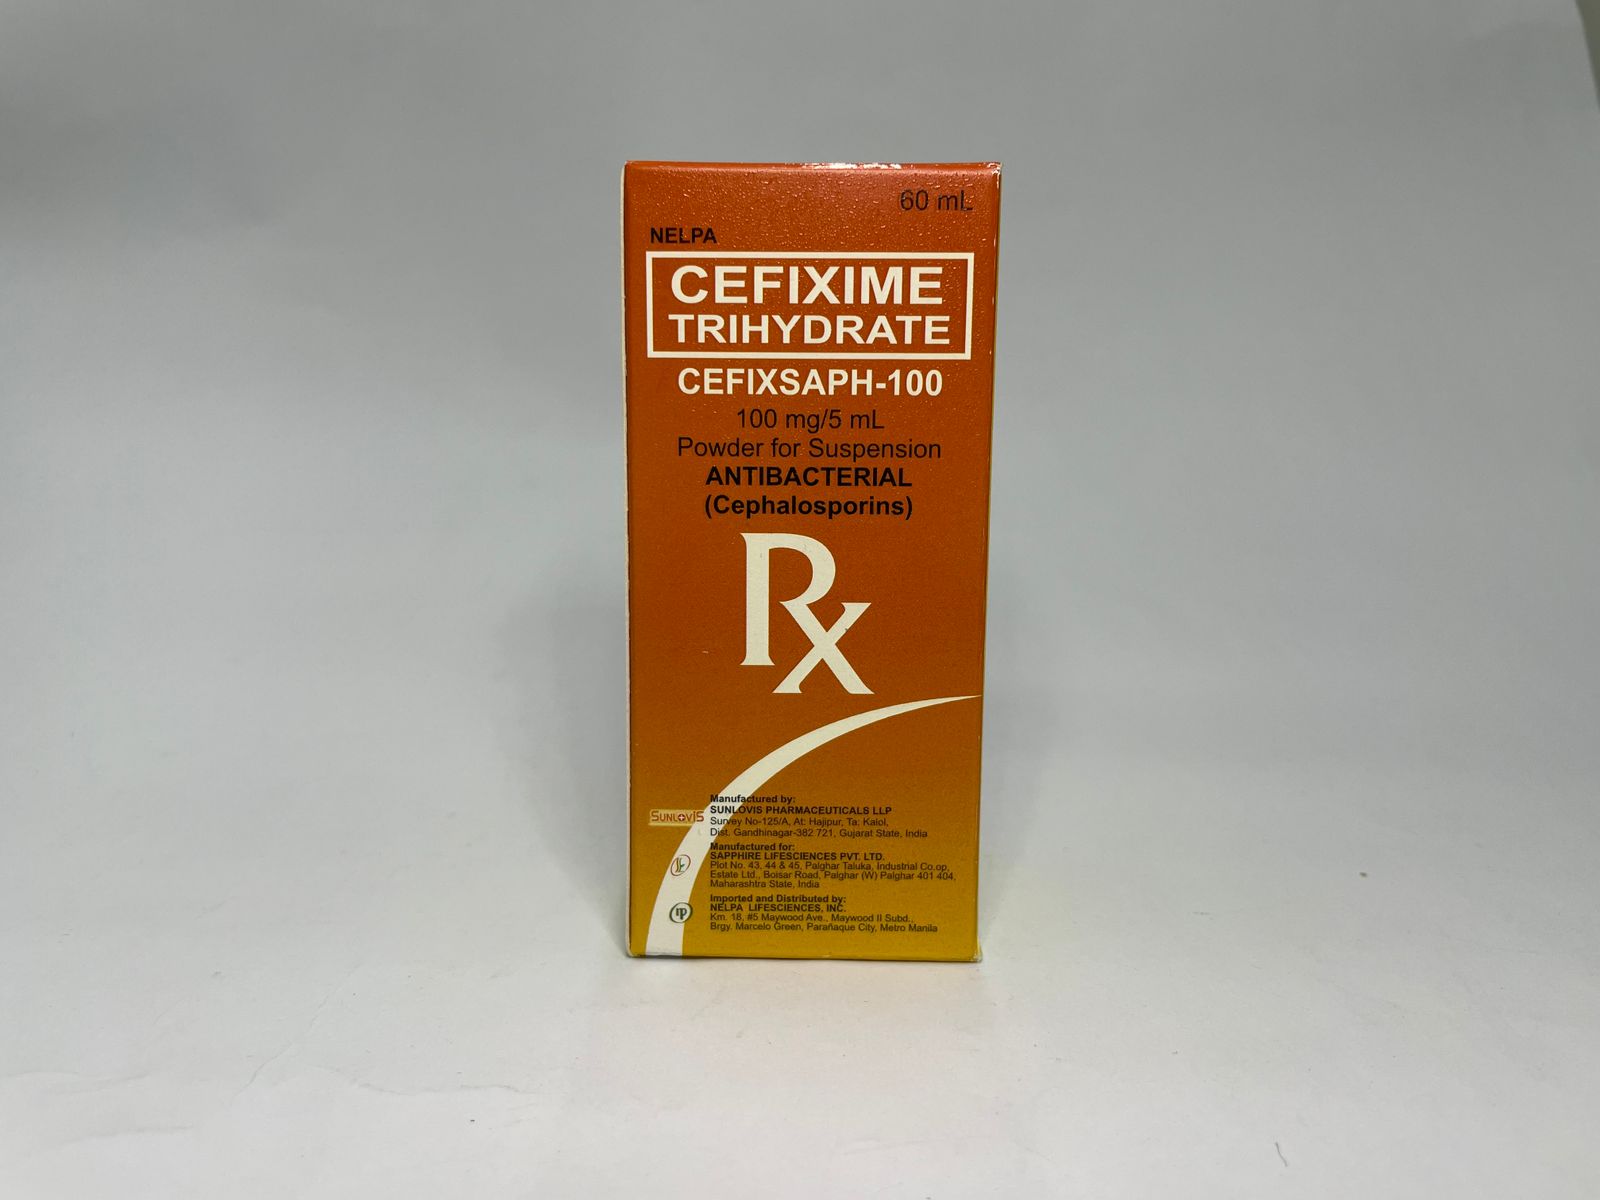 60 mL
NELPA
CEFIXIME
TRIHYDRATE
CEFIXSAPH-100
100 mg/5 mL
Powder for Suspension
ANTIBACTERIAL
(Cephalosporins)
Rx
Manufactured by:
SUNLOVIS PHARMACEUTICALS LLP
Survey No-125/A, At: Hajipur, Ta: Kalol,
Dist. Gandhinagar-382 721, Gujarat State, India
SUNLOVIS
Manufactured for:
SAPPHIRE LIFESCIENCES PVT. LTD.
Plot No. 43, 44 & 45, Palghar Taluka, Industrial Co.op.
Estate Ltd., Boisar Road, Palghar (W) Palghar 401 404,
Maharashtra State, India
Imported and Distributed by:
NELPA LIFESCIENCES, INC.
Km. 18, #5 Maywood Ave., Maywood II Subd.,
Brgy. Marcelo Green, Parañaque City, Metro Manila